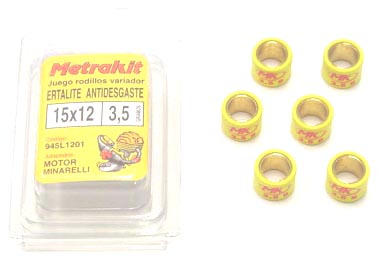 Metrakit
Juego rodillos variador
ERTALITE ANTIDESGASTE
15x12 3,5
945L1201
MOTOR
MINARELLI